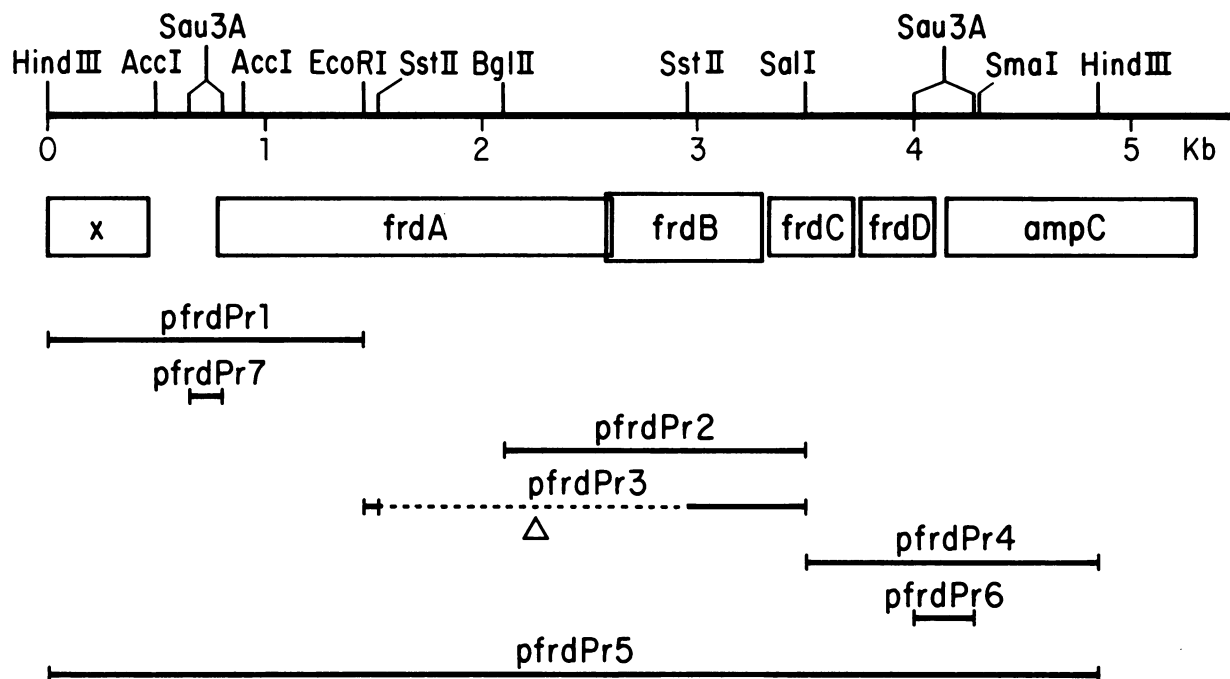 Sau3A Sau3A
HindIII AccI AccI EcoRI SstII BglII SstII SalI SmaI HindIII
0 1 2 3 4 5 Kb
x frdA frdB frdC frdD ampC
pfrdPr1
pfrdPr7
pfrdPr2
pfrdPr3
△
pfrdPr4
pfrdPr6
pfrdPr5